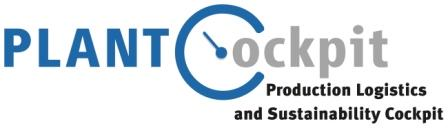 PLANTCockpit
Production Logistics
and Sustainability Cockpit